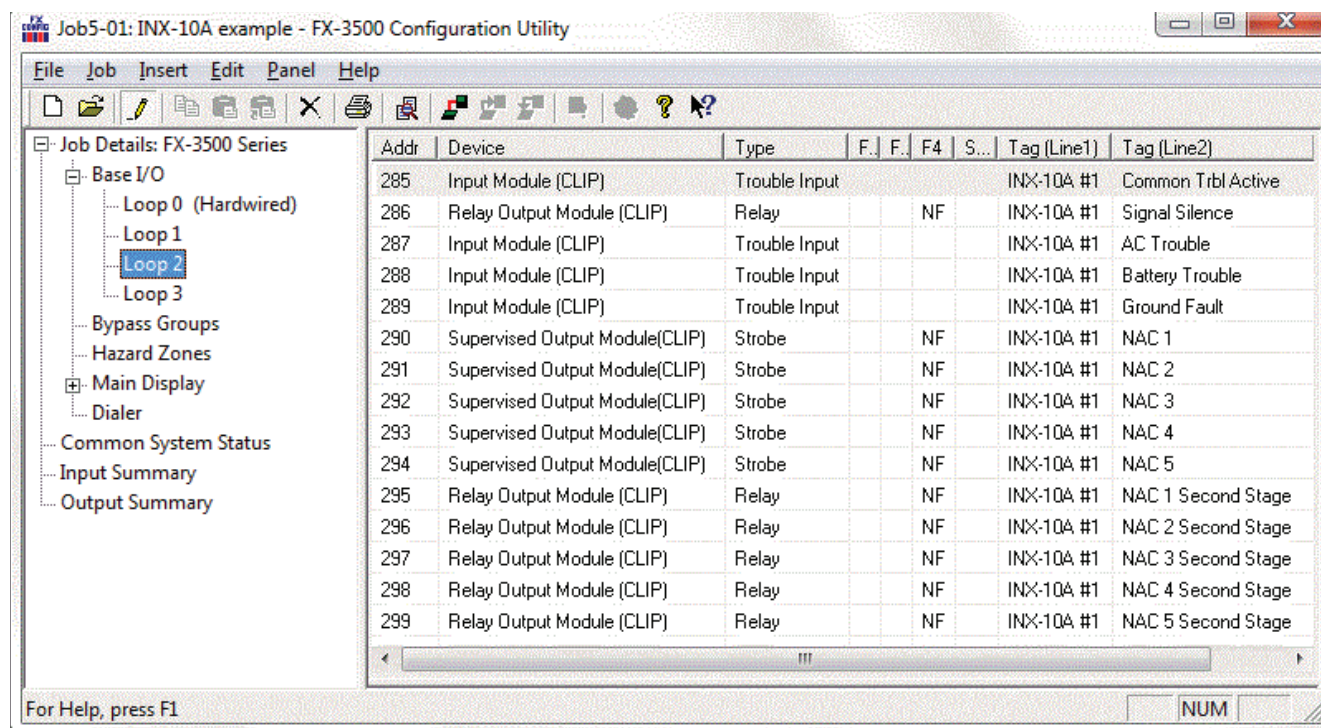 FX CONFIG
Job5-01: INX-10A example - FX-3500 Configuration Utility
File Job Insert Edit Panel Help
Job Details: FX-3500 Series
Base I/O
Loop 0 (Hardwired)
Loop 1
Loop 2
Loop 3
Bypass Groups
Hazard Zones
Main Display
Dialer
Common System Status
Input Summary
Output Summary
Addr Device Type F.. F.. F4 S... Tag (Line1) Tag (Line2)
285 Input Module (CLIP) Trouble Input INX-10A #1 Common Trbl Active
286 Relay Output Module (CLIP) Relay NF INX-10A #1 Signal Silence
287 Input Module (CLIP) Trouble Input INX-10A #1 AC Trouble
288 Input Module (CLIP) Trouble Input INX-10A #1 Battery Trouble
289 Input Module (CLIP) Trouble Input INX-10A #1 Ground Fault
290 Supervised Output Module(CLIP) Strobe NF INX-10A #1 NAC 1
291 Supervised Output Module(CLIP) Strobe NF INX-10A #1 NAC 2
292 Supervised Output Module(CLIP) Strobe NF INX-10A #1 NAC 3
293 Supervised Output Module(CLIP) Strobe NF INX-10A #1 NAC 4
294 Supervised Output Module(CLIP) Strobe NF INX-10A #1 NAC 5
295 Relay Output Module (CLIP) Relay NF INX-10A #1 NAC 1 Second Stage
296 Relay Output Module (CLIP) Relay NF INX-10A #1 NAC 2 Second Stage
297 Relay Output Module (CLIP) Relay NF INX-10A #1 NAC 3 Second Stage
298 Relay Output Module (CLIP) Relay NF INX-10A #1 NAC 4 Second Stage
299 Relay Output Module (CLIP) Relay NF INX-10A #1 NAC 5 Second Stage
For Help, press F1
NUM